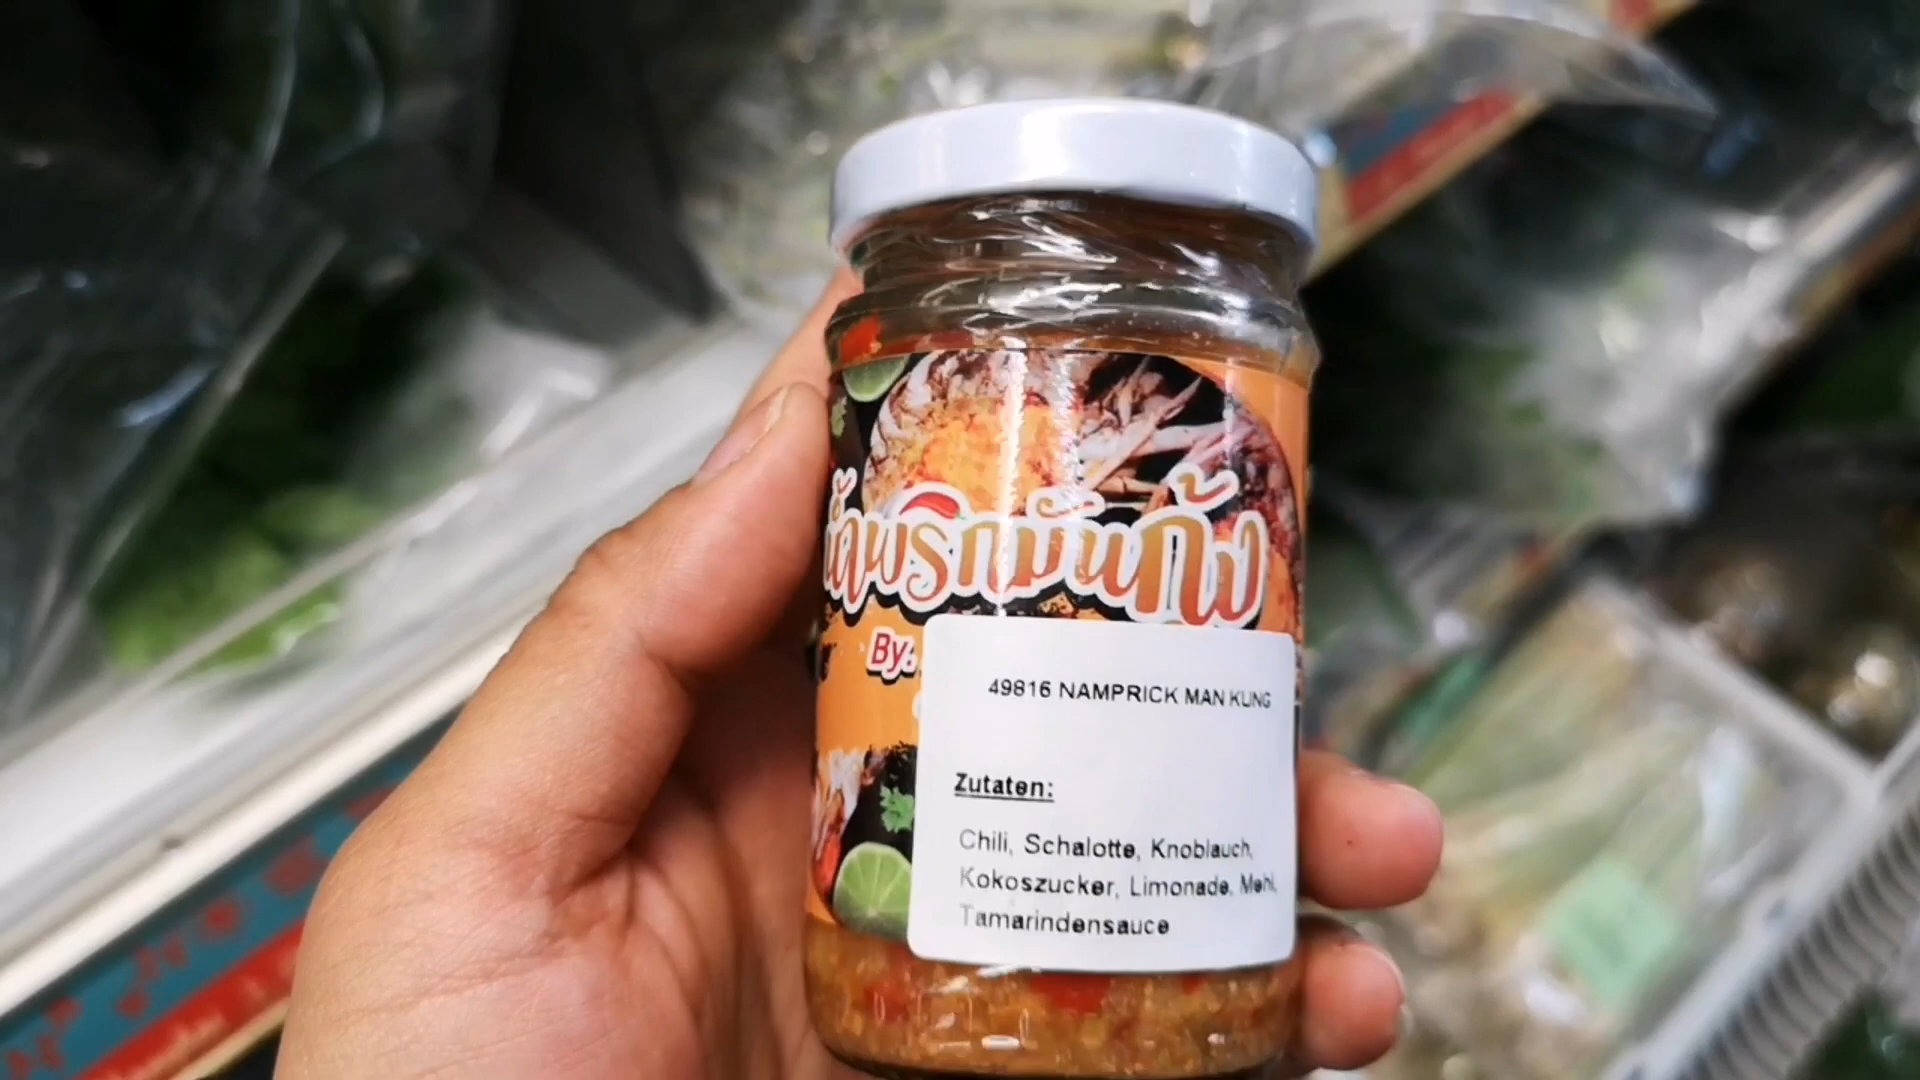 น้ำพริกมันกุ้ง
By.
49816 NAMPRICK MAN KUNG
Zutaten:
Chili, Schalotte, Knoblauch,
Kokoszucker, Limonade, Mehl,
Tamarindensauce